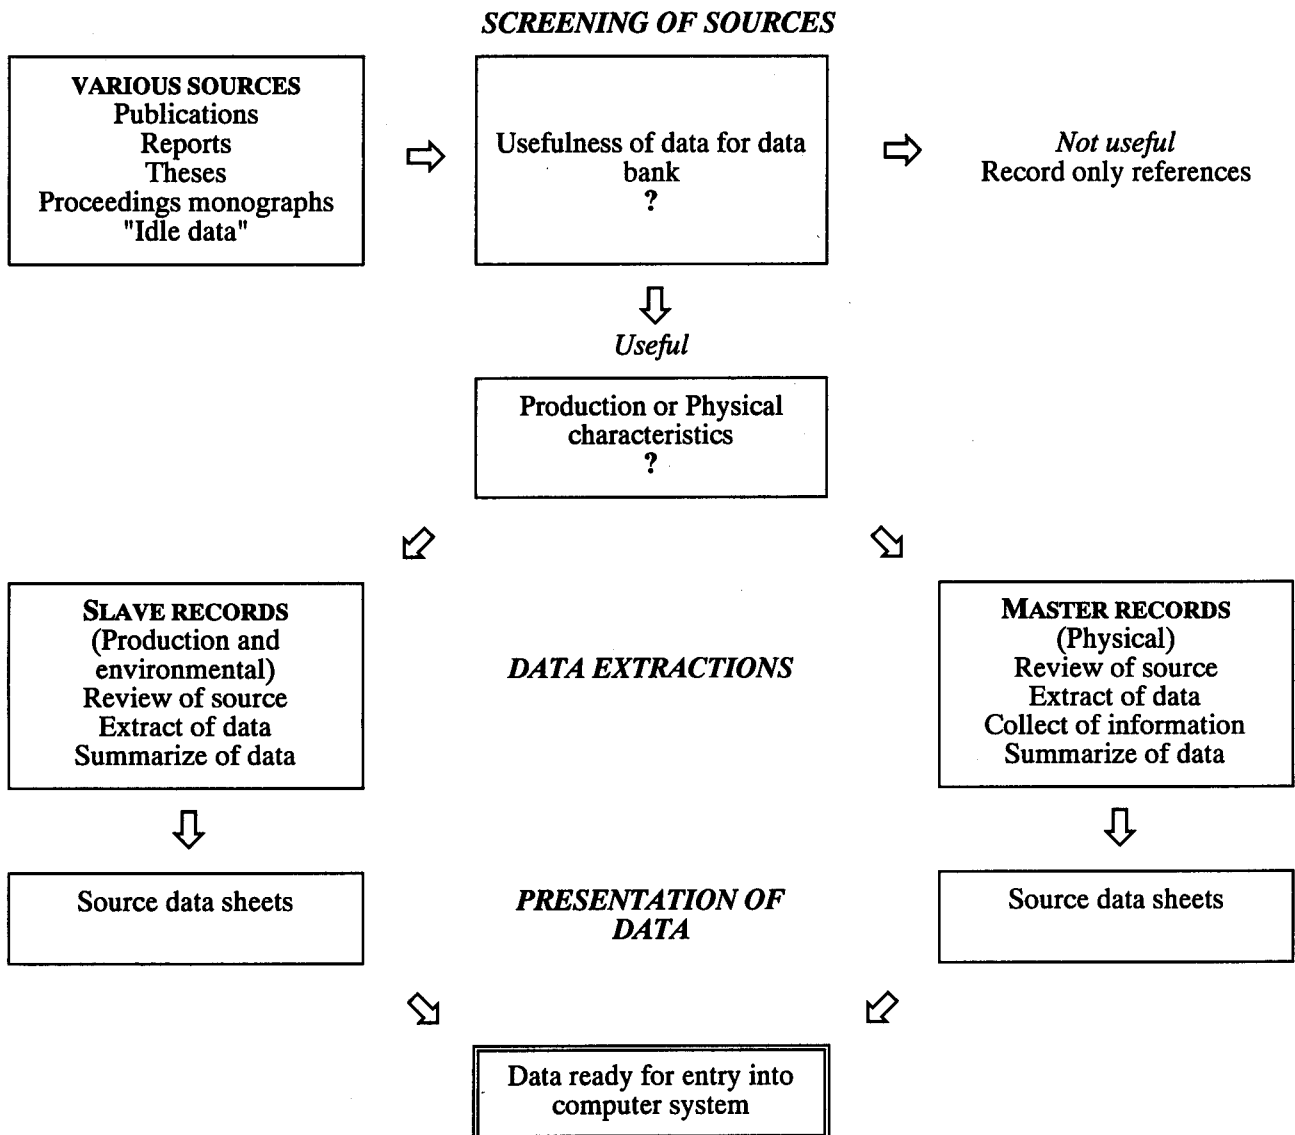 SCREENING OF SOURCES
VARIOUS SOURCES
Publications
Reports
Theses
Proceedings monographs
"Idle data"
Usefulness of data for data
bank
?
Not useful
Record only references
Useful
Production or Physical
characteristics
?
SLAVE RECORDS
(Production and
environmental)
Review of source
Extract of data
Summarize of data
DATA EXTRACTIONS
MASTER RECORDS
(Physical)
Review of source
Extract of data
Collect of information
Summarize of data
Source data sheets
PRESENTATION OF
DATA
Source data sheets
Data ready for entry into
computer system